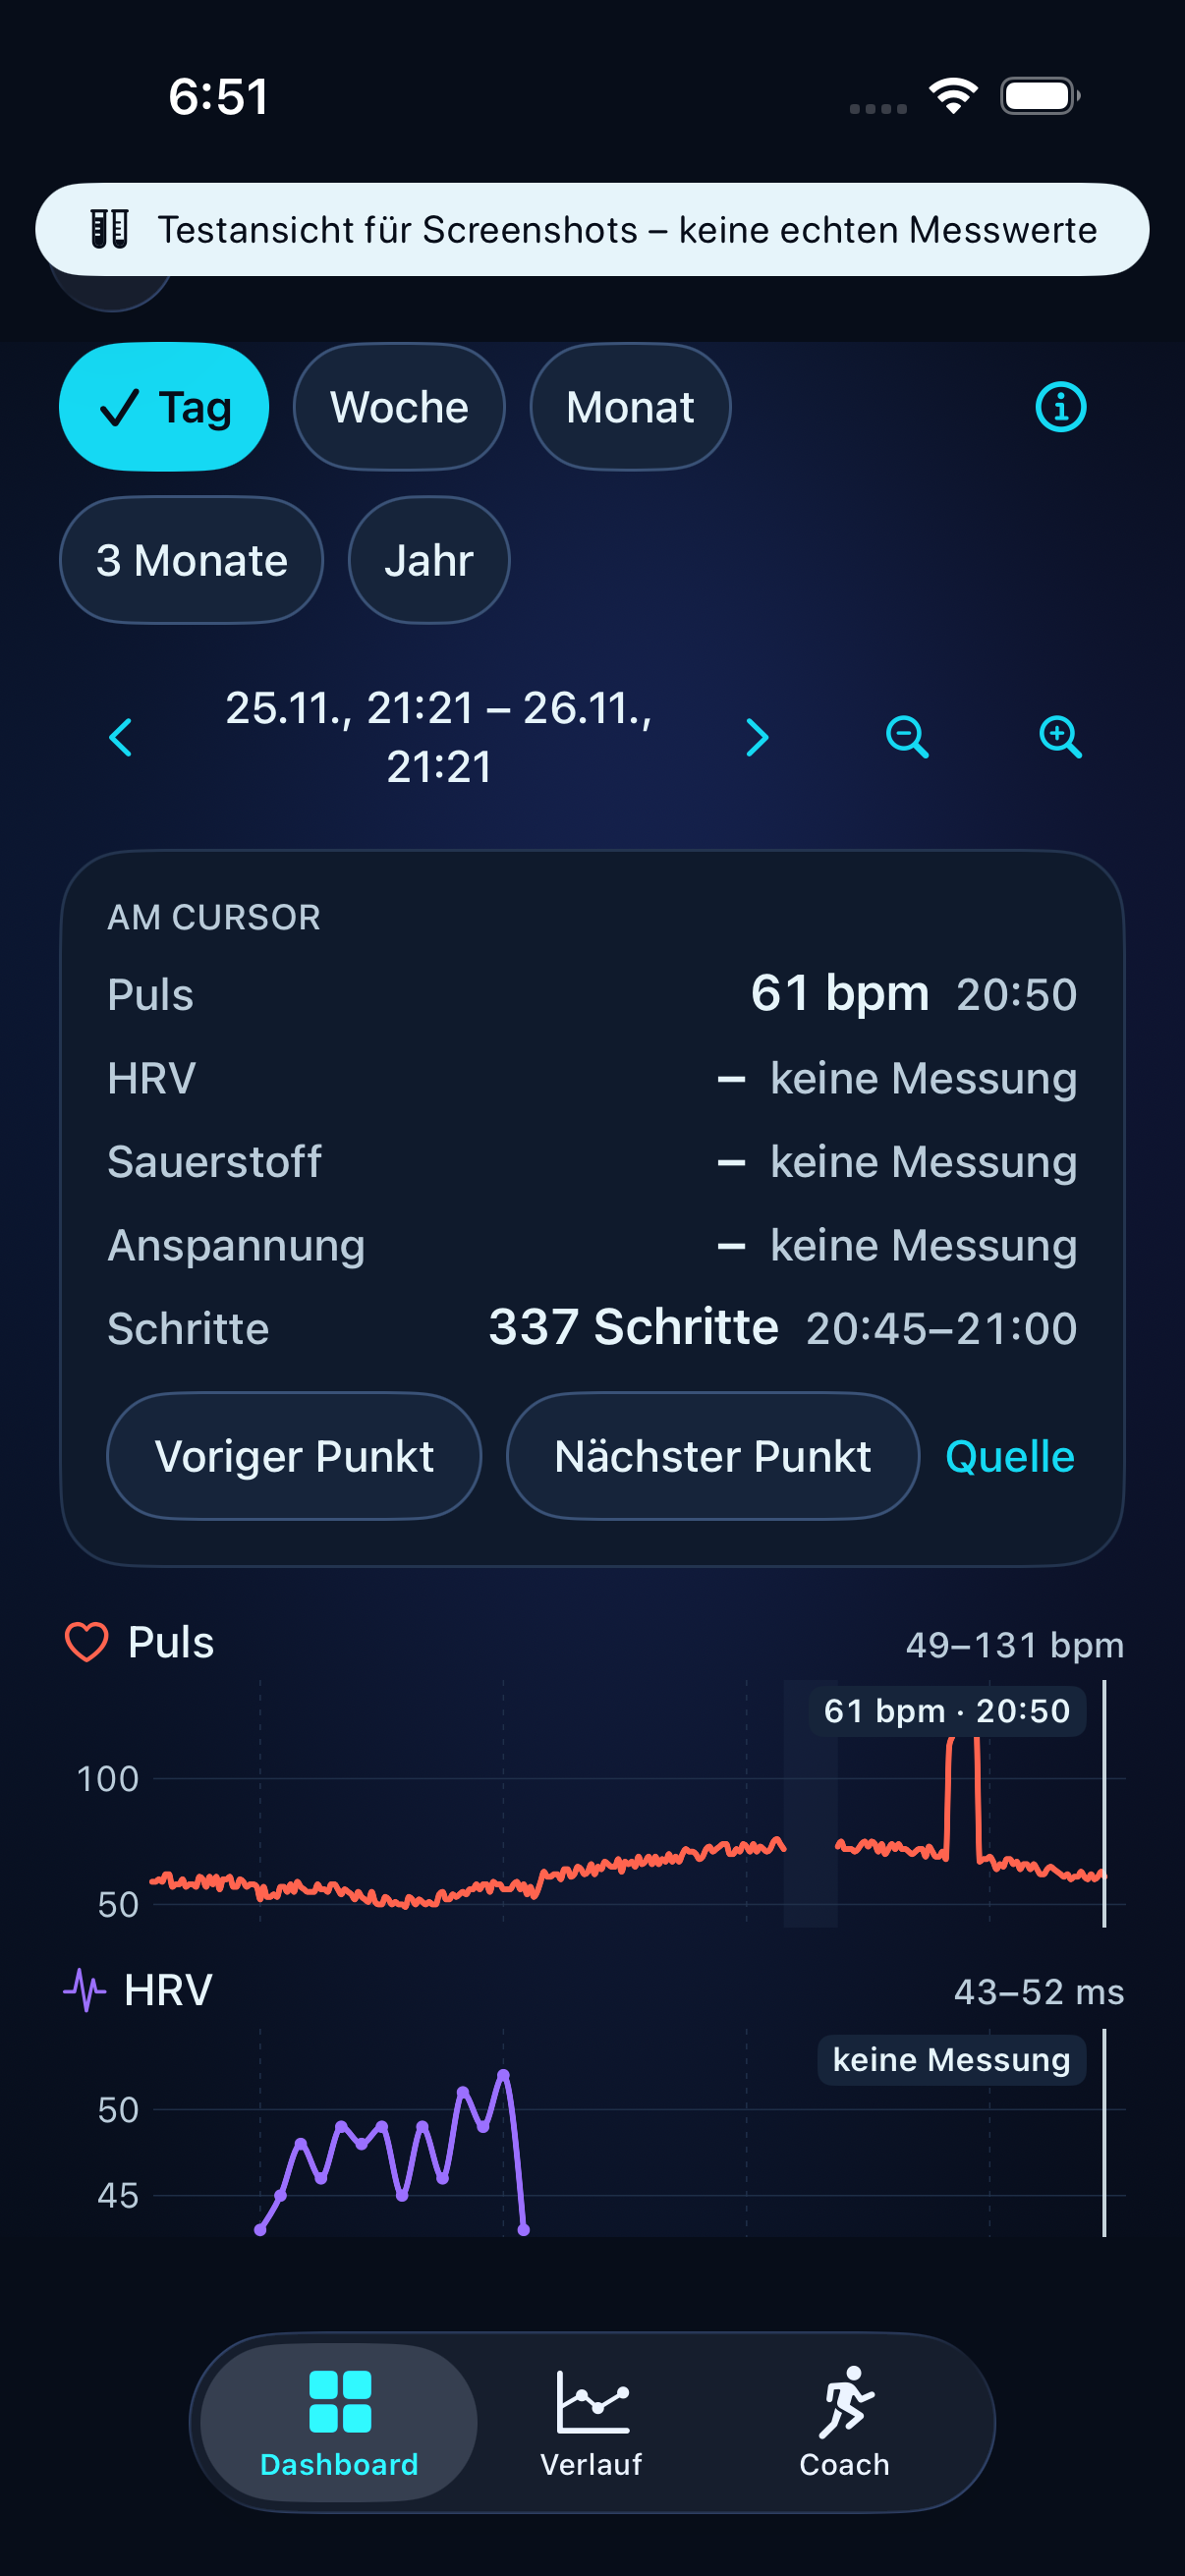 6:51
Testansicht für Screenshots – keine echten Messwerte
✓ Tag
Woche
Monat
3 Monate
Jahr
25.11., 21:21 – 26.11.,
21:21
AM CURSOR
Puls 61 bpm 20:50
HRV – keine Messung
Sauerstoff – keine Messung
Anspannung – keine Messung
Schritte 337 Schritte 20:45–21:00
Voriger Punkt
Nächster Punkt
Quelle
Puls 49–131 bpm
61 bpm · 20:50
100
50
HRV 43–52 ms
keine Messung
50
45
Dashboard
Verlauf
Coach